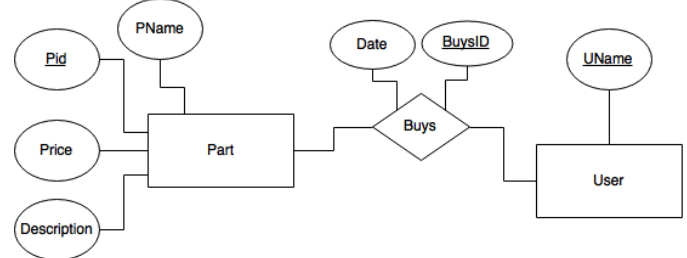 PName
Date
BuysID
Pid
UName
Buys
Price
Part
User
Description